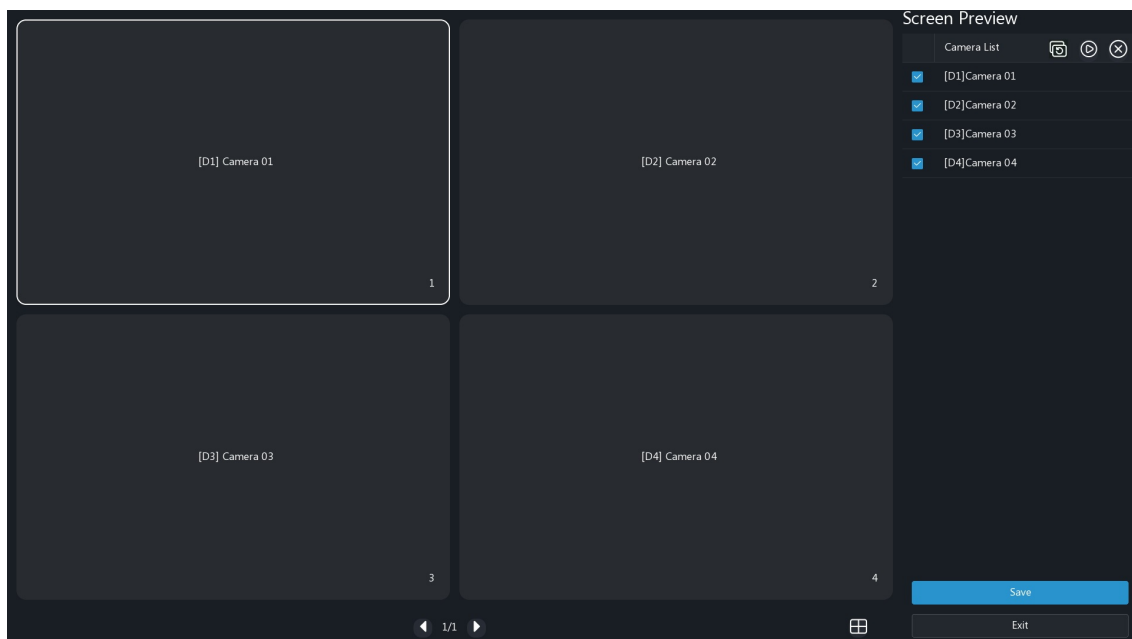 Screen Preview
Camera List
[D1]Camera 01
[D2]Camera 02
[D3]Camera 03
[D4]Camera 04
[D1] Camera 01
1
[D2] Camera 02
2
[D3] Camera 03
3
[D4] Camera 04
4
1/1
Save
Exit